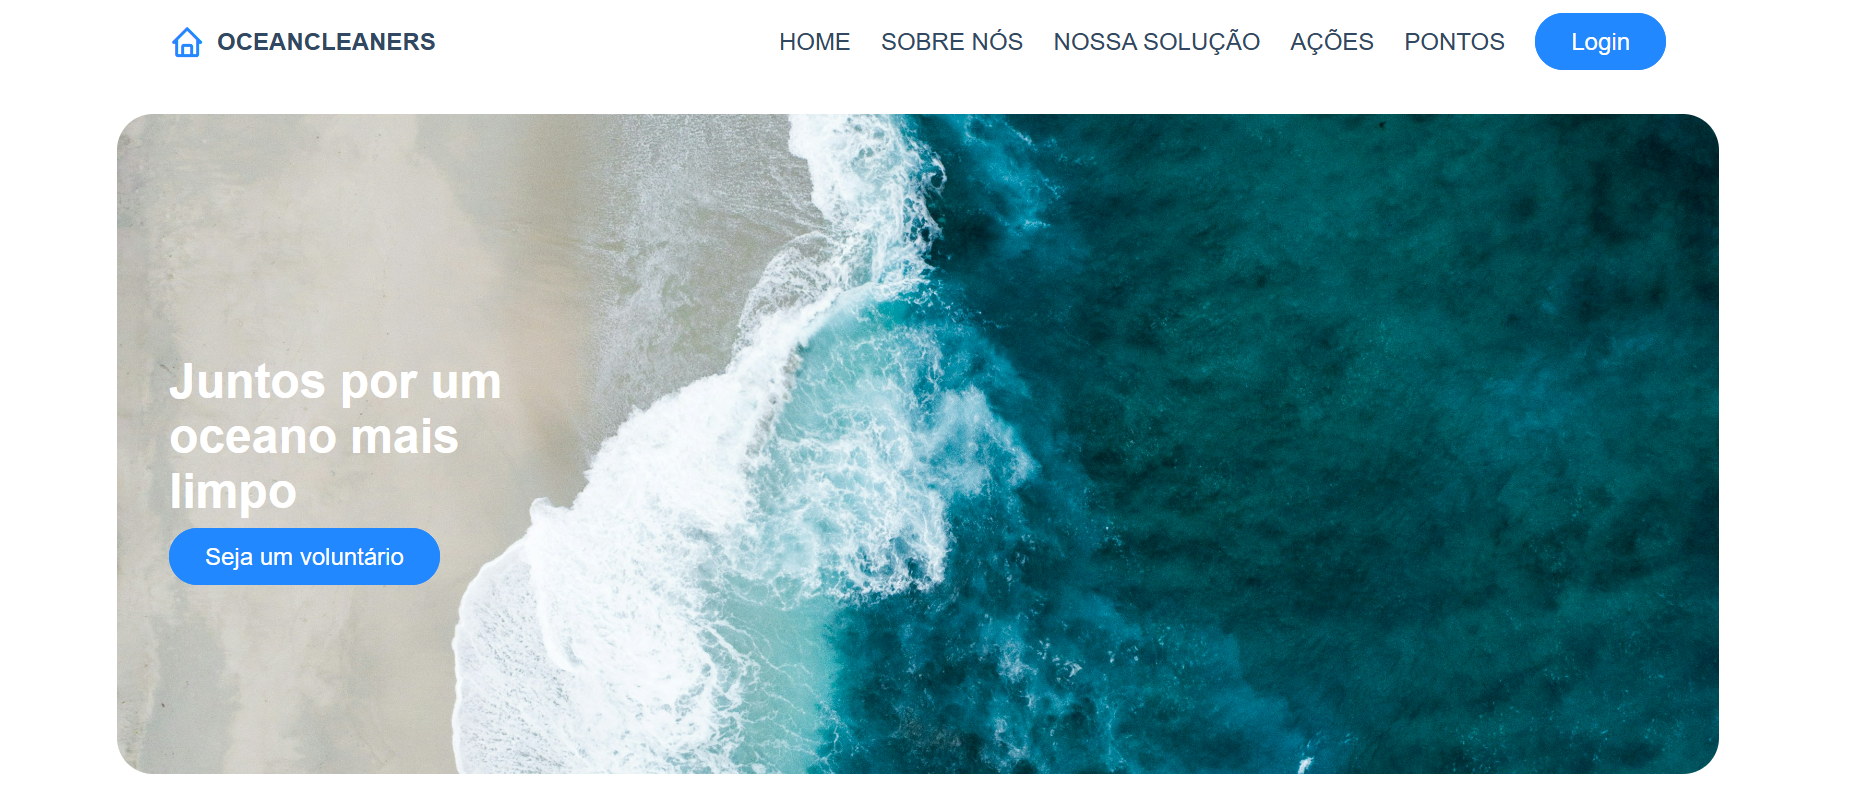 OCEANCLEANERS
HOME SOBRE NÓS NOSSA SOLUÇÃO AÇÕES PONTOS Login
Juntos por um
oceano mais
limpo
Seja um voluntário